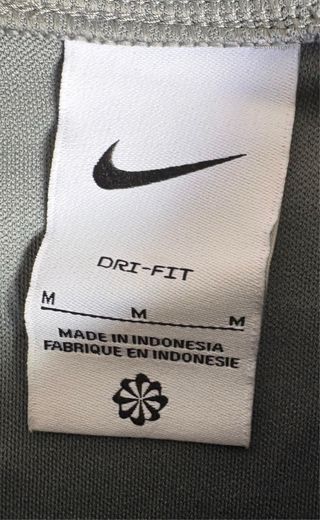 DRI-FIT
M M M
MADE IN INDONESIA
FABRIQUE EN INDONESIE